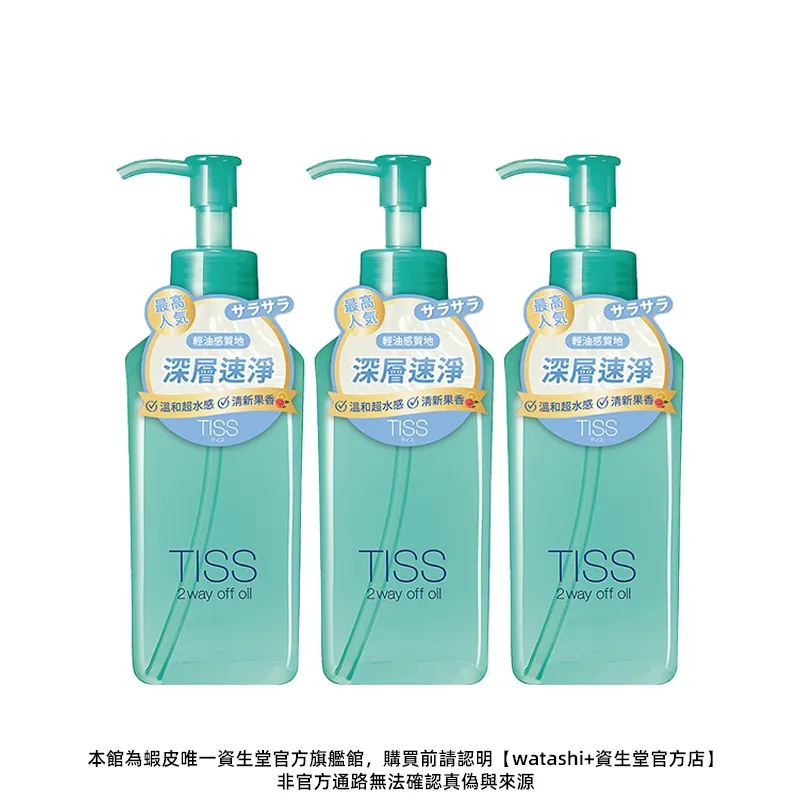 最高
人気
サラサラ
輕油感質地
深層速淨
溫和超水感 清新果香
TISS
ティス
TISS
2way off oil
最高
人気
サラサラ
輕油感質地
深層速淨
溫和超水感 清新果香
TISS
ティス
TISS
2way off oil
最高
人気
サラサラ
輕油感質地
深層速淨
溫和超水感 清新果香
TISS
ティス
TISS
2way off oil
本館為蝦皮唯一資生堂官方旗艦館，購買前請認明【watashi+資生堂官方店】
非官方通路無法確認真偽與來源